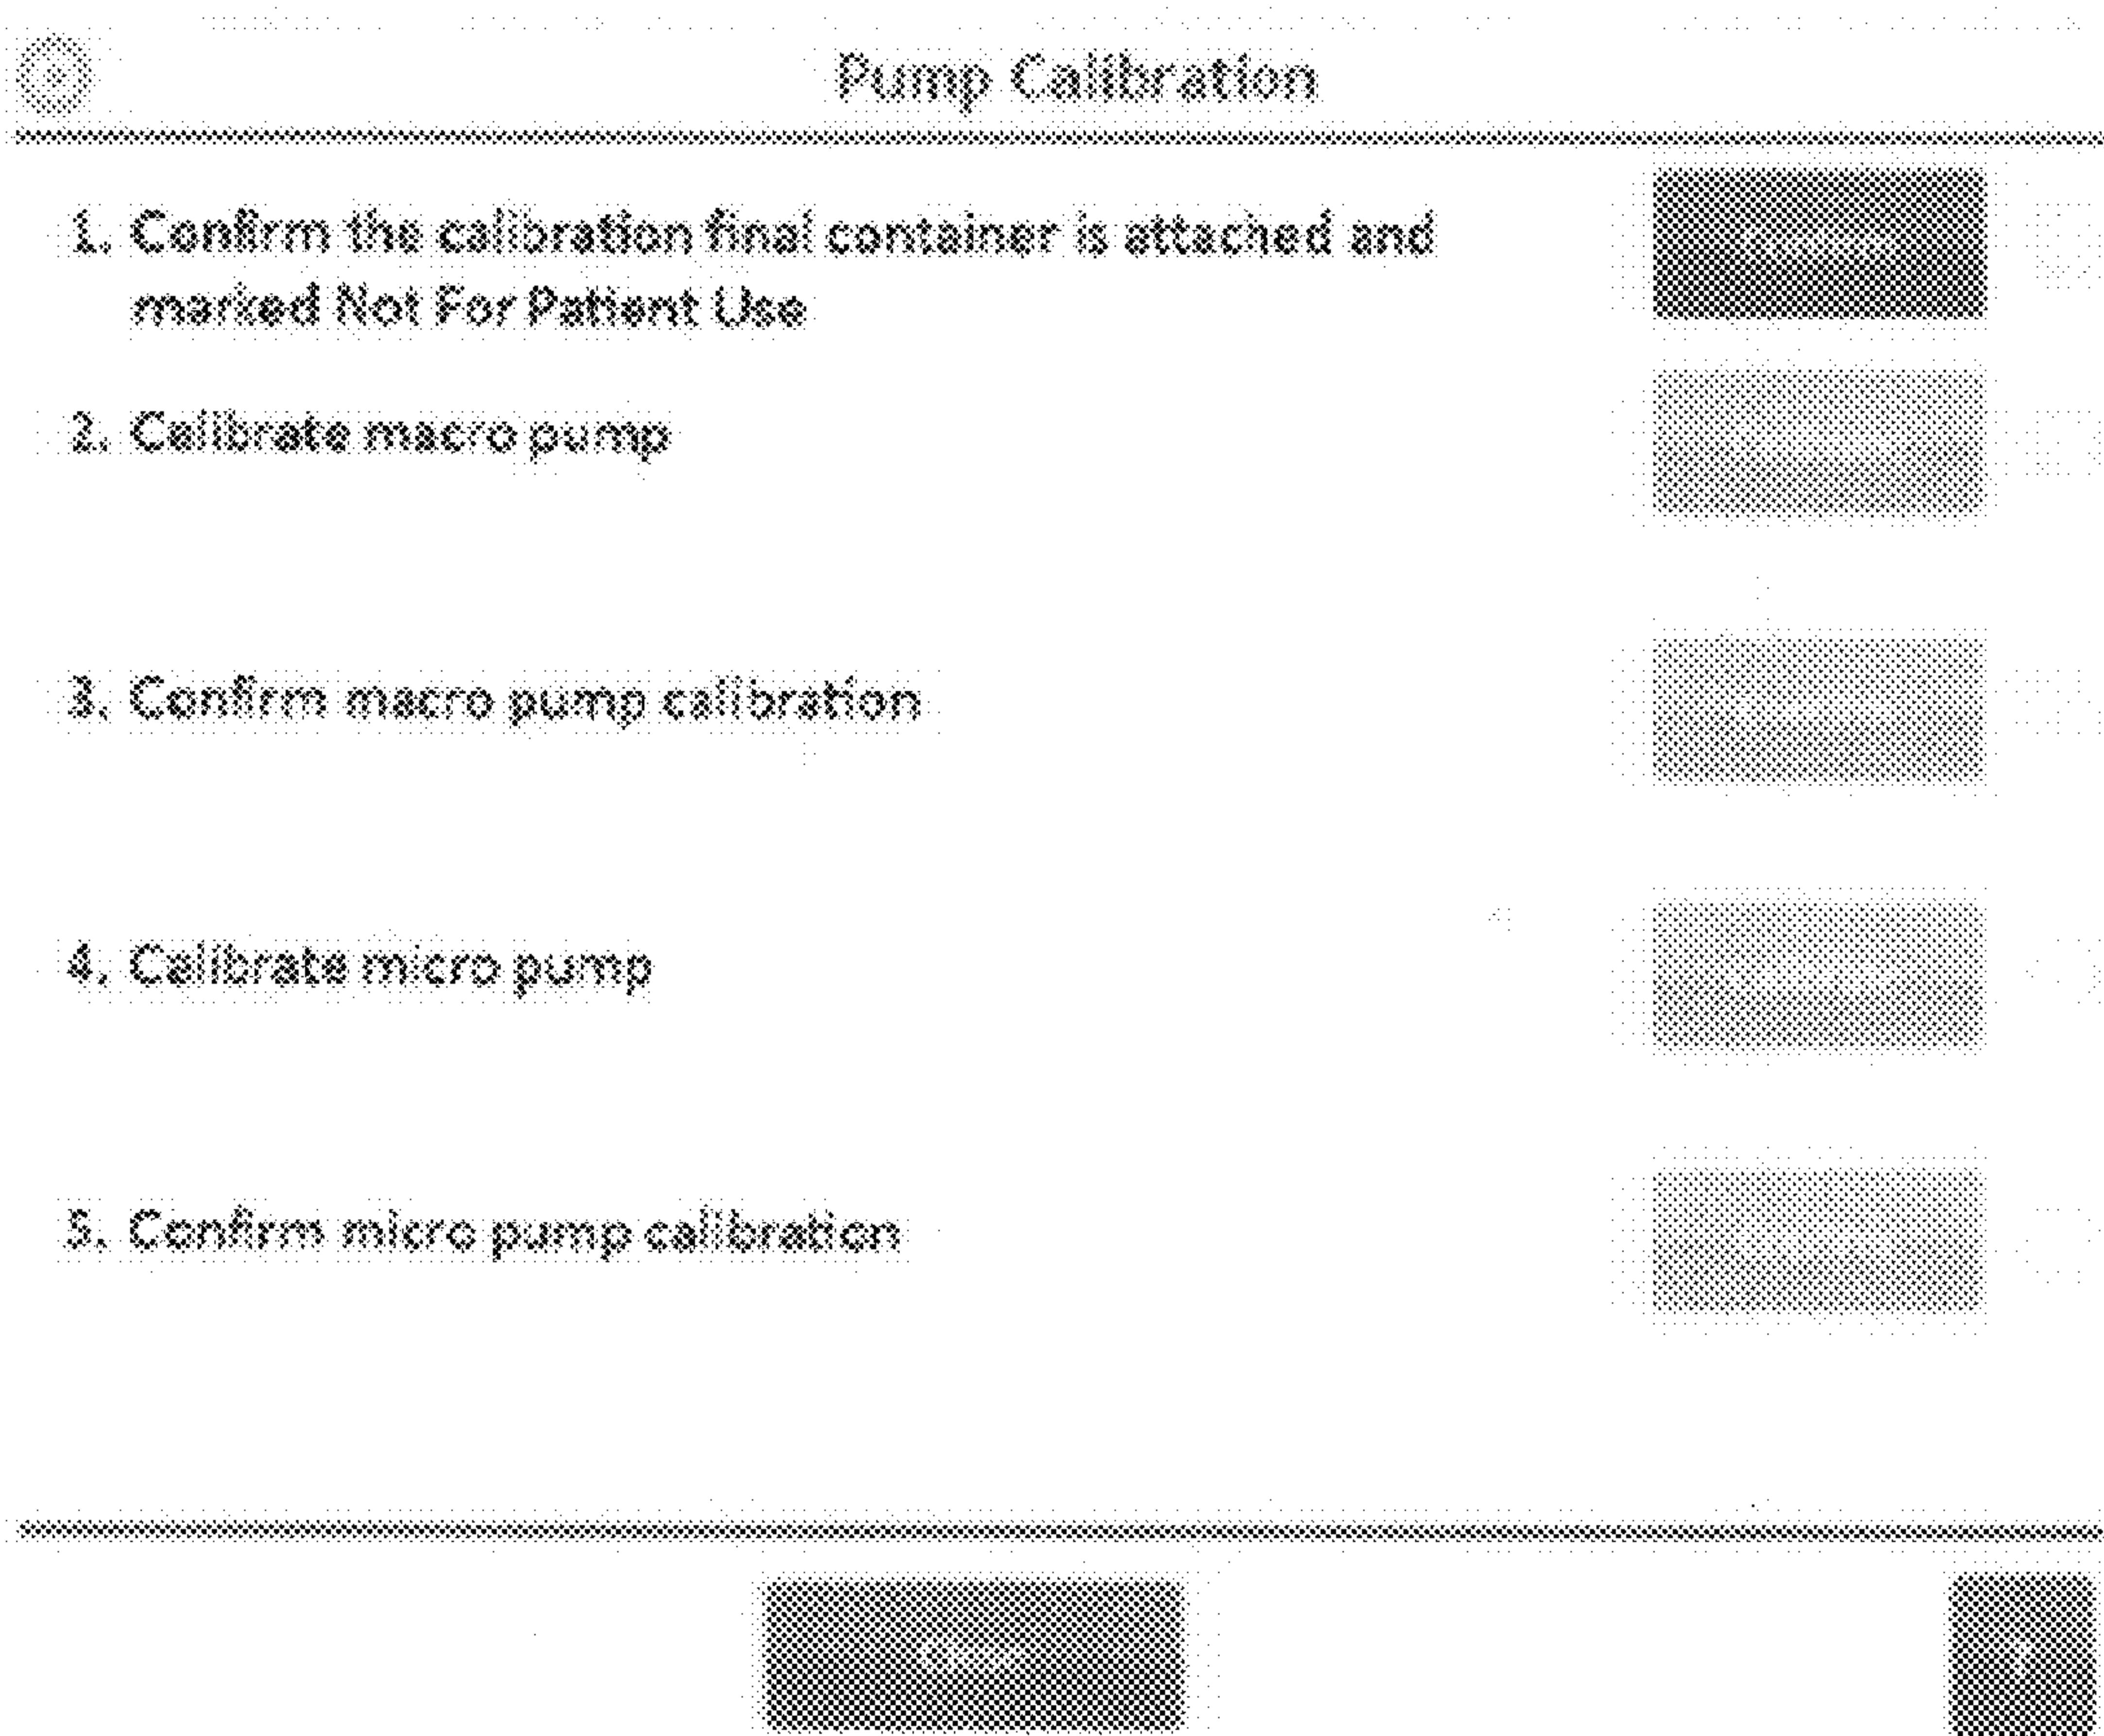 Pump Calibration
1. Confirm the calibration final container is attached and
marked Not For Patient Use
2. Calibrate macro pump
3. Confirm macro pump calibration
4. Calibrate micro pump
5. Confirm micro pump calibration